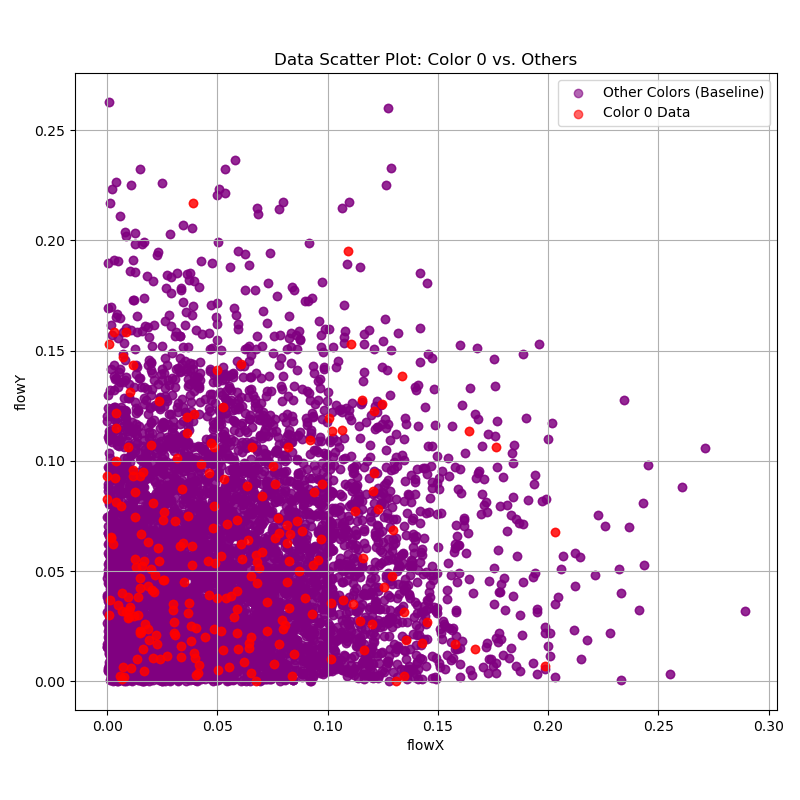 Data Scatter Plot: Color 0 vs. Others
Other Colors (Baseline)
Color 0 Data
flowY
0.25
0.20
0.15
0.10
0.05
0.00
0.00 0.05 0.10 0.15 0.20 0.25 0.30
flowX